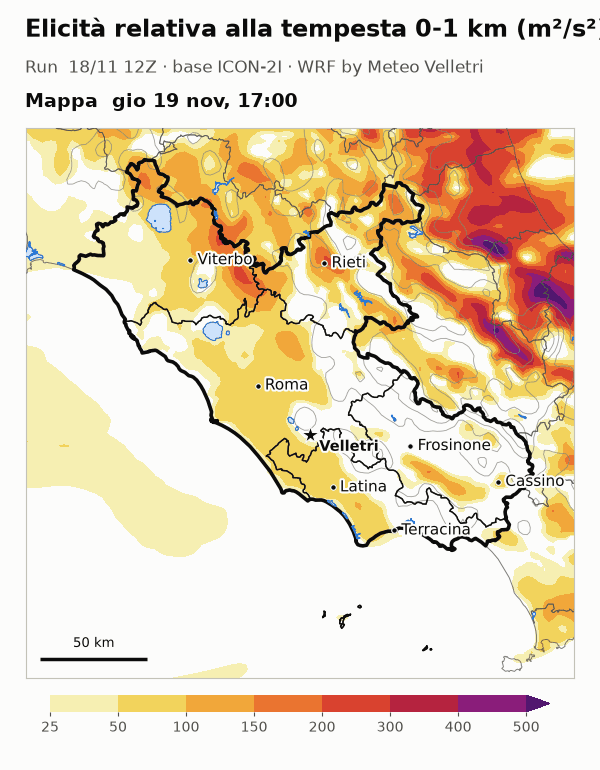 Elicità relativa alla tempesta 0-1 km (m²/s²)
Run 18/11 12Z · base ICON-2I · WRF by Meteo Velletri
Mappa gio 19 nov, 17:00
Viterbo
Rieti
Roma
Velletri
Frosinone
Cassino
Latina
Terracina
50 km
25 50 100 150 200 300 400 500